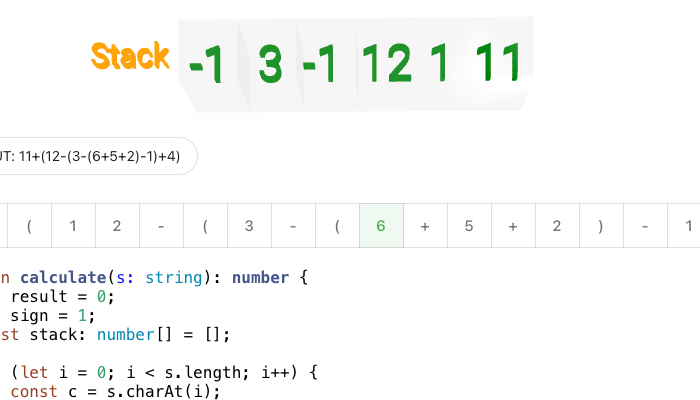 Stack -1 3 -1 12 1 11
UT: 11+(12-(3-(6+5+2)-1)+4)
( 1 2 - ( 3 - ( 6 + 5 + 2 ) - 1
n calculate(s: string): number {
result = 0;
sign = 1;
st stack: number[] = [];
(let i = 0; i < s.length; i++) {
const c = s.charAt(i);